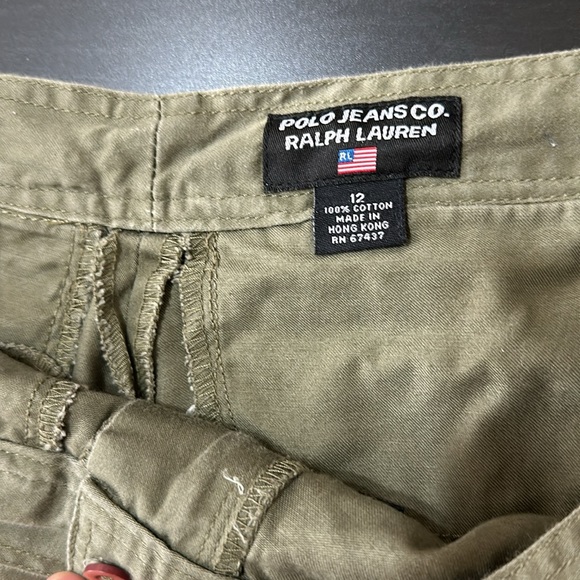 POLO JEANS CO.
RALPH LAUREN
RL
12
100% COTTON
MADE IN
HONG KONG
RN 67437